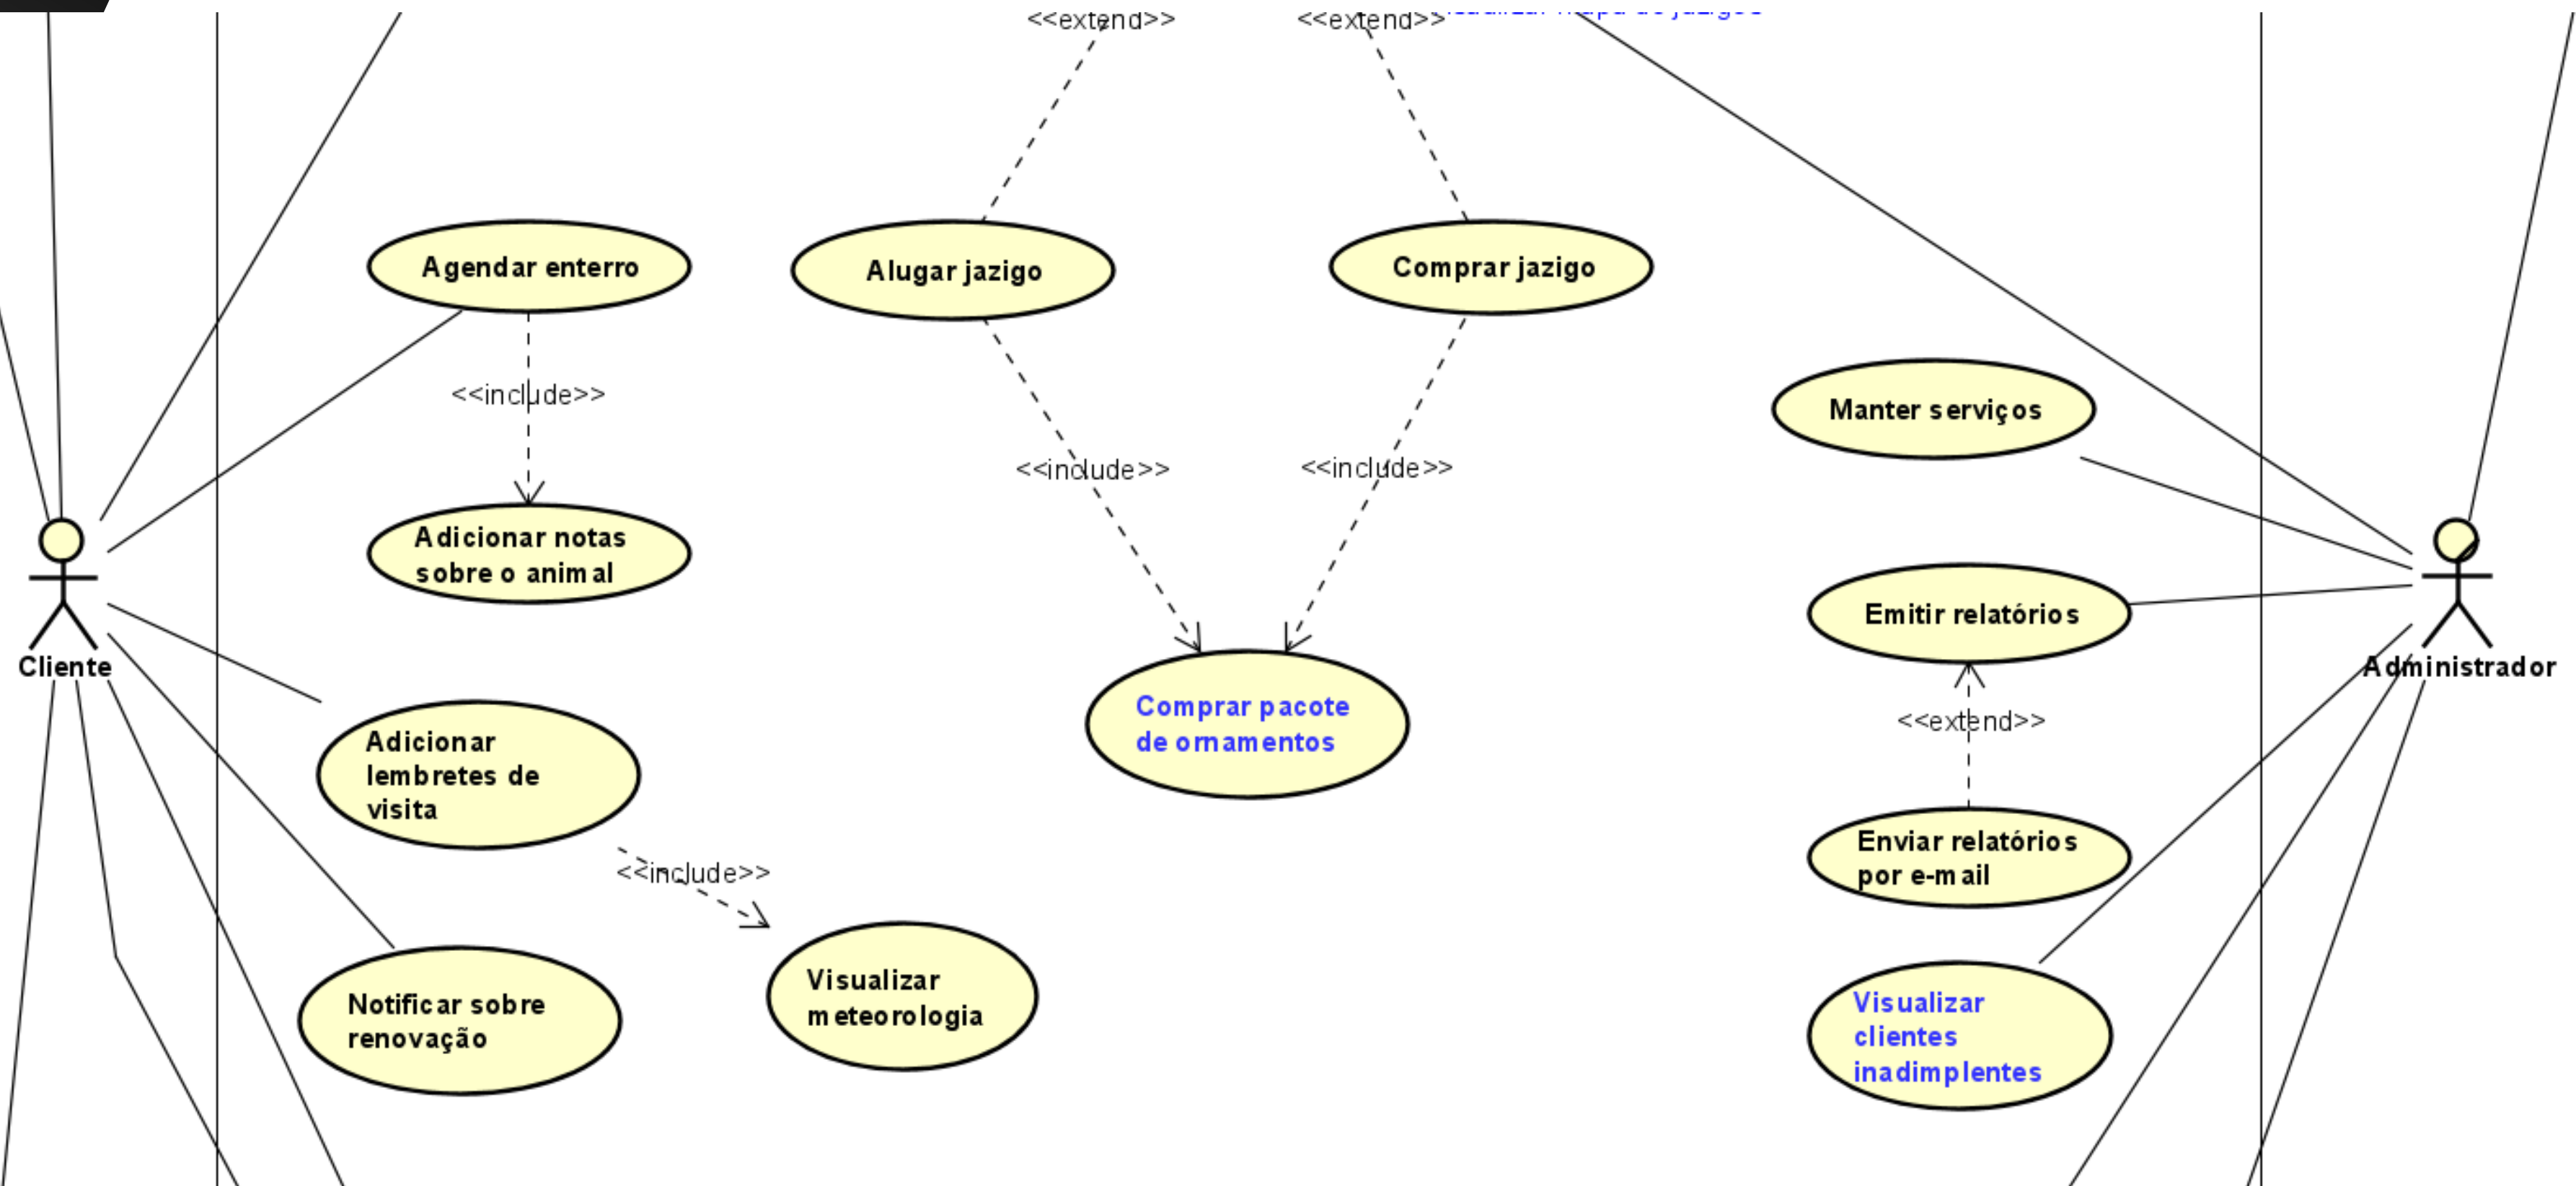 <<extend>>
<<extend>>
Agendar enterro
Alugar jazigo
Comprar jazigo
<<include>>
Manter serviços
<<include>>
<<include>>
Adicionar notas
sobre o animal
Emitir relatórios
Cliente
Administrador
Comprar pacote
de ornamentos
<<extend>>
Adicionar
lembretes de
visita
Enviar relatórios
por e-mail
<<include>>
Visualizar
meteorologia
Notificar sobre
renovação
Visualizar
clientes
inadimplentes